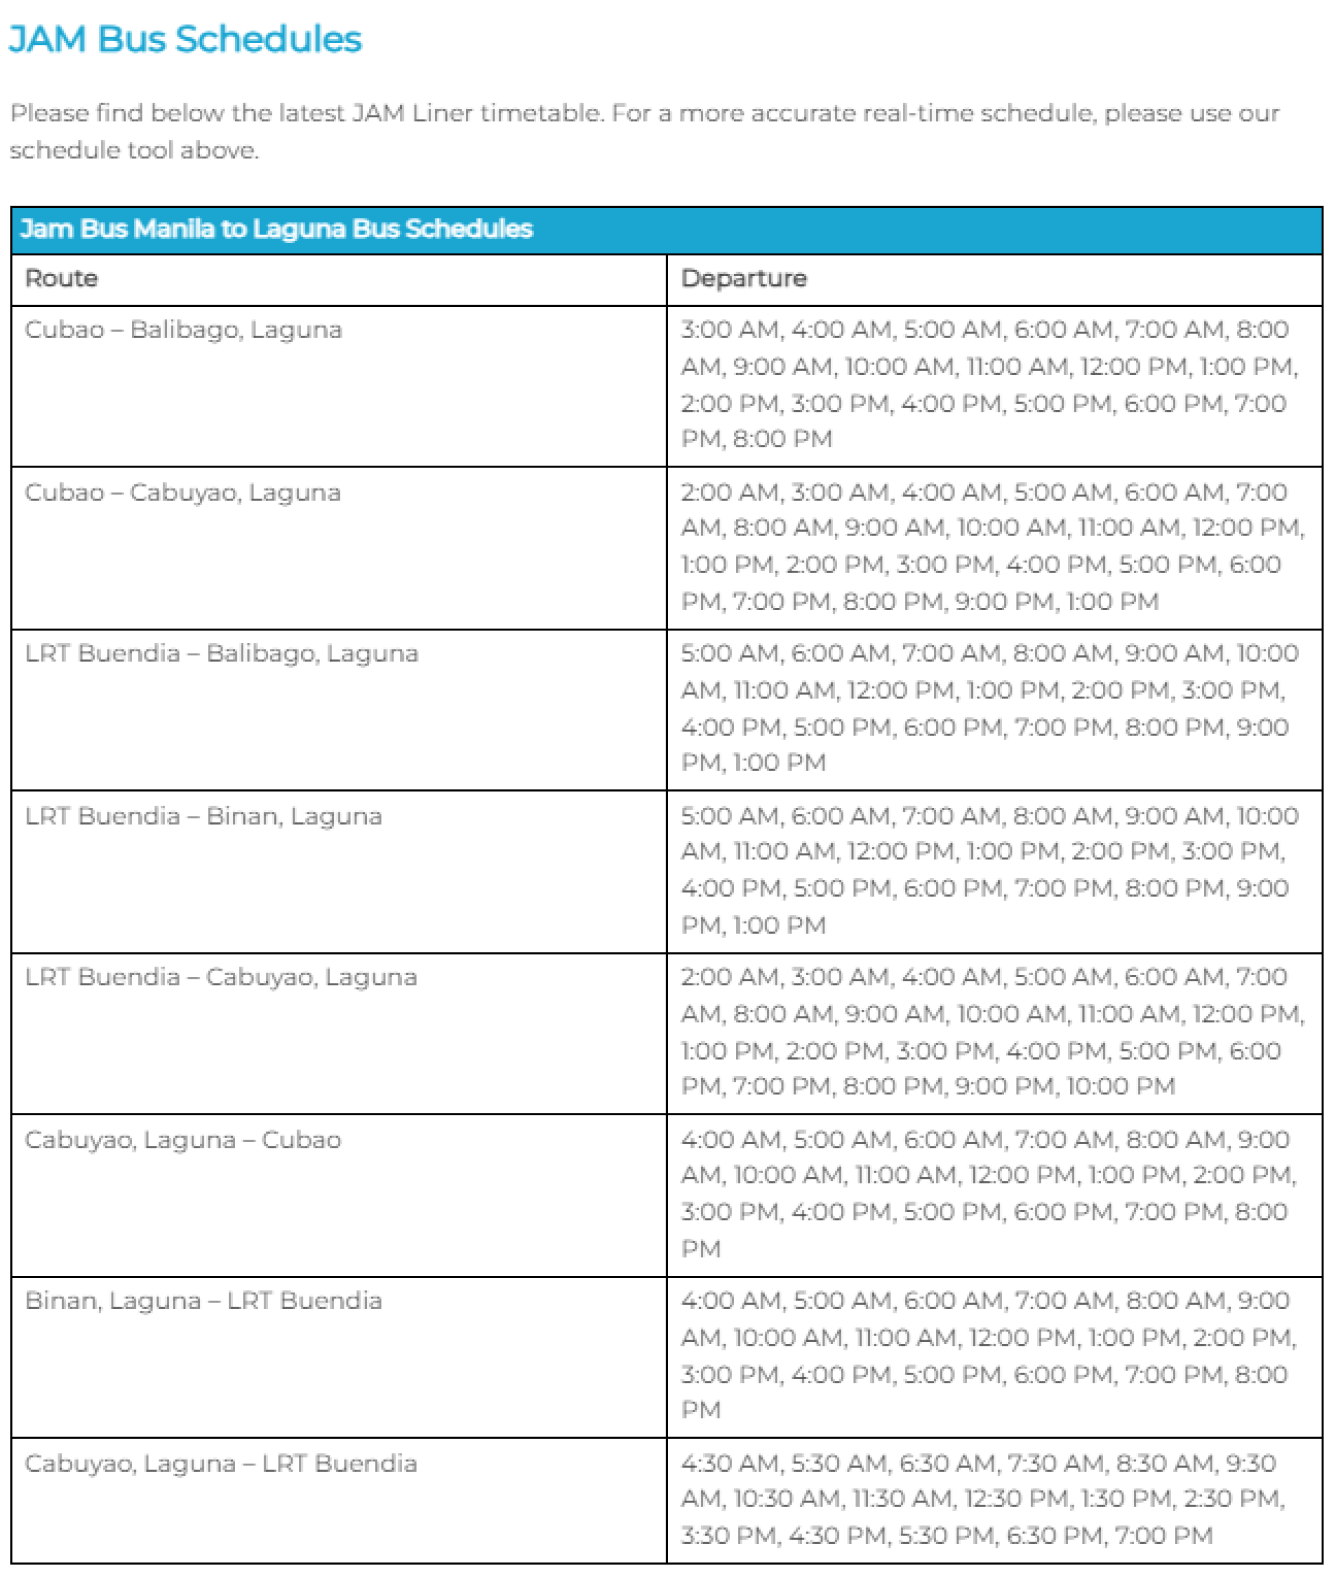 JAM Bus Schedules
Please find below the latest JAM Liner timetable. For a more accurate real-time schedule, please use our
schedule tool above.
Jam Bus Manila to Laguna Bus Schedules
Route
Departure
Cubao – Balibago, Laguna
3:00 AM, 4:00 AM, 5:00 AM, 6:00 AM, 7:00 AM, 8:00
AM, 9:00 AM, 10:00 AM, 11:00 AM, 12:00 PM, 1:00 PM,
2:00 PM, 3:00 PM, 4:00 PM, 5:00 PM, 6:00 PM, 7:00
PM, 8:00 PM
Cubao – Cabuyao, Laguna
2:00 AM, 3:00 AM, 4:00 AM, 5:00 AM, 6:00 AM, 7:00
AM, 8:00 AM, 9:00 AM, 10:00 AM, 11:00 AM, 12:00 PM,
1:00 PM, 2:00 PM, 3:00 PM, 4:00 PM, 5:00 PM, 6:00
PM, 7:00 PM, 8:00 PM, 9:00 PM, 1:00 PM
LRT Buendia – Balibago, Laguna
5:00 AM, 6:00 AM, 7:00 AM, 8:00 AM, 9:00 AM, 10:00
AM, 11:00 AM, 12:00 PM, 1:00 PM, 2:00 PM, 3:00 PM,
4:00 PM, 5:00 PM, 6:00 PM, 7:00 PM, 8:00 PM, 9:00
PM, 1:00 PM
LRT Buendia – Binan, Laguna
5:00 AM, 6:00 AM, 7:00 AM, 8:00 AM, 9:00 AM, 10:00
AM, 11:00 AM, 12:00 PM, 1:00 PM, 2:00 PM, 3:00 PM,
4:00 PM, 5:00 PM, 6:00 PM, 7:00 PM, 8:00 PM, 9:00
PM, 1:00 PM
LRT Buendia – Cabuyao, Laguna
2:00 AM, 3:00 AM, 4:00 AM, 5:00 AM, 6:00 AM, 7:00
AM, 8:00 AM, 9:00 AM, 10:00 AM, 11:00 AM, 12:00 PM,
1:00 PM, 2:00 PM, 3:00 PM, 4:00 PM, 5:00 PM, 6:00
PM, 7:00 PM, 8:00 PM, 9:00 PM, 10:00 PM
Cabuyao, Laguna – Cubao
4:00 AM, 5:00 AM, 6:00 AM, 7:00 AM, 8:00 AM, 9:00
AM, 10:00 AM, 11:00 AM, 12:00 PM, 1:00 PM, 2:00 PM,
3:00 PM, 4:00 PM, 5:00 PM, 6:00 PM, 7:00 PM, 8:00
PM
Binan, Laguna – LRT Buendia
4:00 AM, 5:00 AM, 6:00 AM, 7:00 AM, 8:00 AM, 9:00
AM, 10:00 AM, 11:00 AM, 12:00 PM, 1:00 PM, 2:00 PM,
3:00 PM, 4:00 PM, 5:00 PM, 6:00 PM, 7:00 PM, 8:00
PM
Cabuyao, Laguna – LRT Buendia
4:30 AM, 5:30 AM, 6:30 AM, 7:30 AM, 8:30 AM, 9:30
AM, 10:30 AM, 11:30 AM, 12:30 PM, 1:30 PM, 2:30 PM,
3:30 PM, 4:30 PM, 5:30 PM, 6:30 PM, 7:00 PM